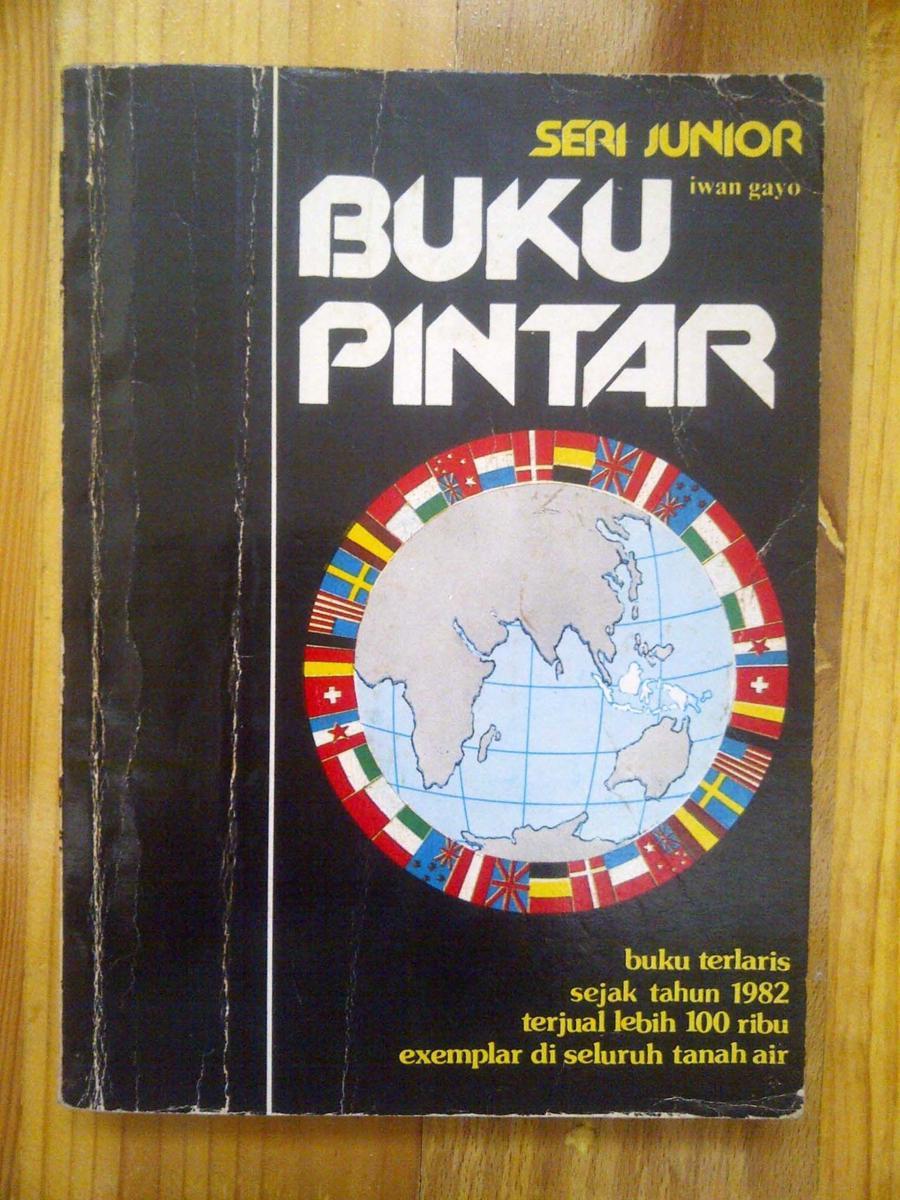 SERI JUNIOR
iwan gayo
BUKU
PINTAR
buku terlaris
sejak tahun 1982
terjual lebih 100 ribu
exemplar di seluruh tanah air